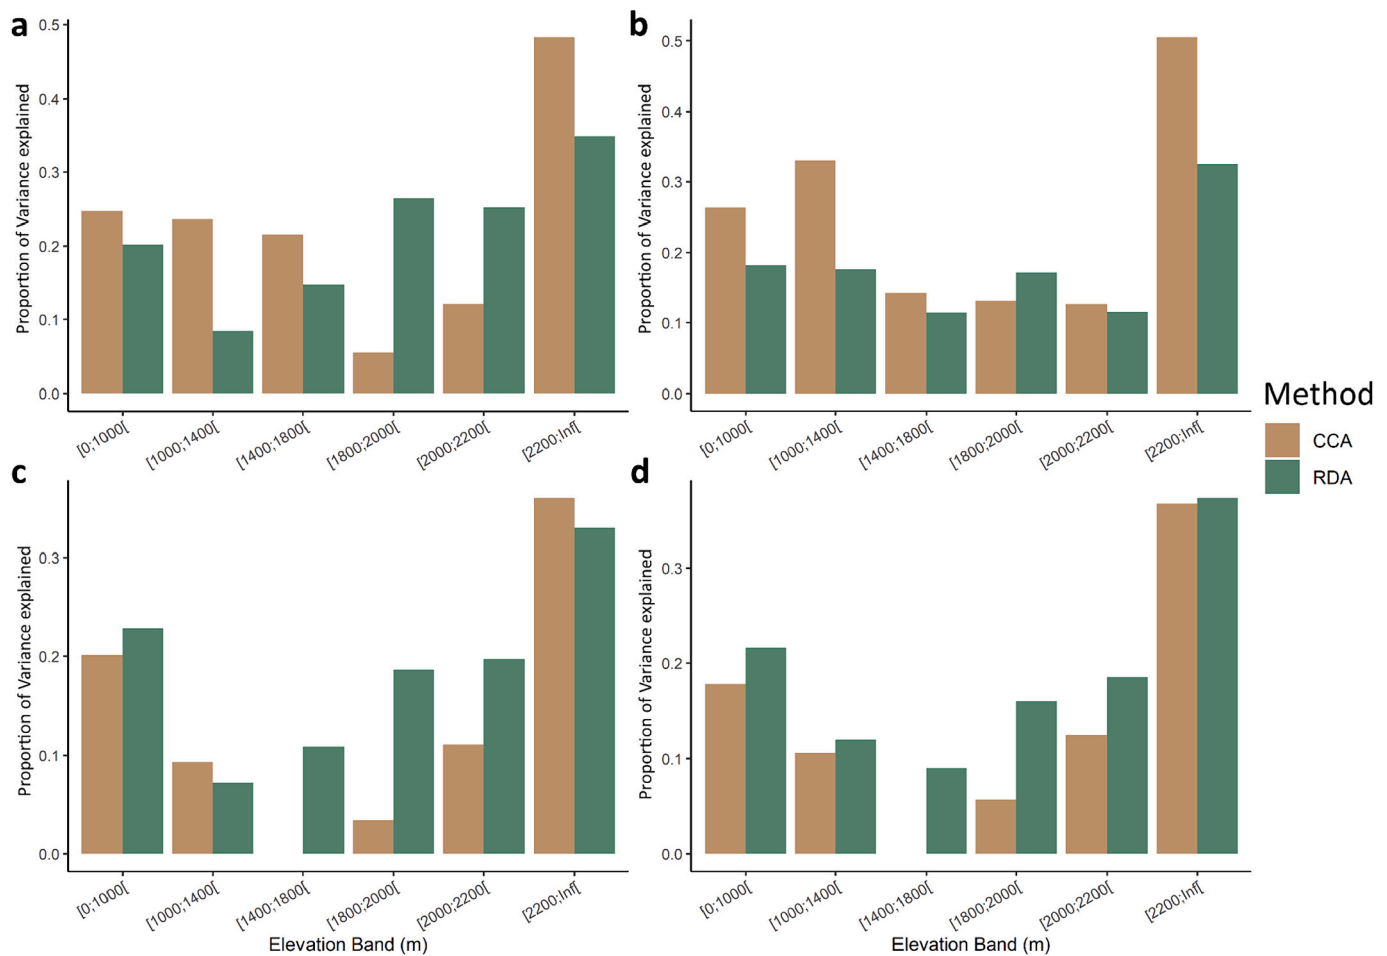 a
Proportion of Variance explained
0.5
0.4
0.3
0.2
0.1
0.0
[0;1000[
[1000;1400[
[1400;1800[
[1800;2000[
[2000;2200[
[2200;Inf[
b
Proportion of Variance explained
0.5
0.4
0.3
0.2
0.1
0.0
[0;1000[
[1000;1400[
[1400;1800[
[1800;2000[
[2000;2200[
[2200;Inf[
Method
CCA
RDA
c
Proportion of Variance explained
0.3
0.2
0.1
0.0
[0;1000[
[1000;1400[
[1400;1800[
[1800;2000[
[2000;2200[
[2200;Inf[
Elevation Band (m)
d
Proportion of Variance explained
0.3
0.2
0.1
0.0
[0;1000[
[1000;1400[
[1400;1800[
[1800;2000[
[2000;2200[
[2200;Inf[
Elevation Band (m)